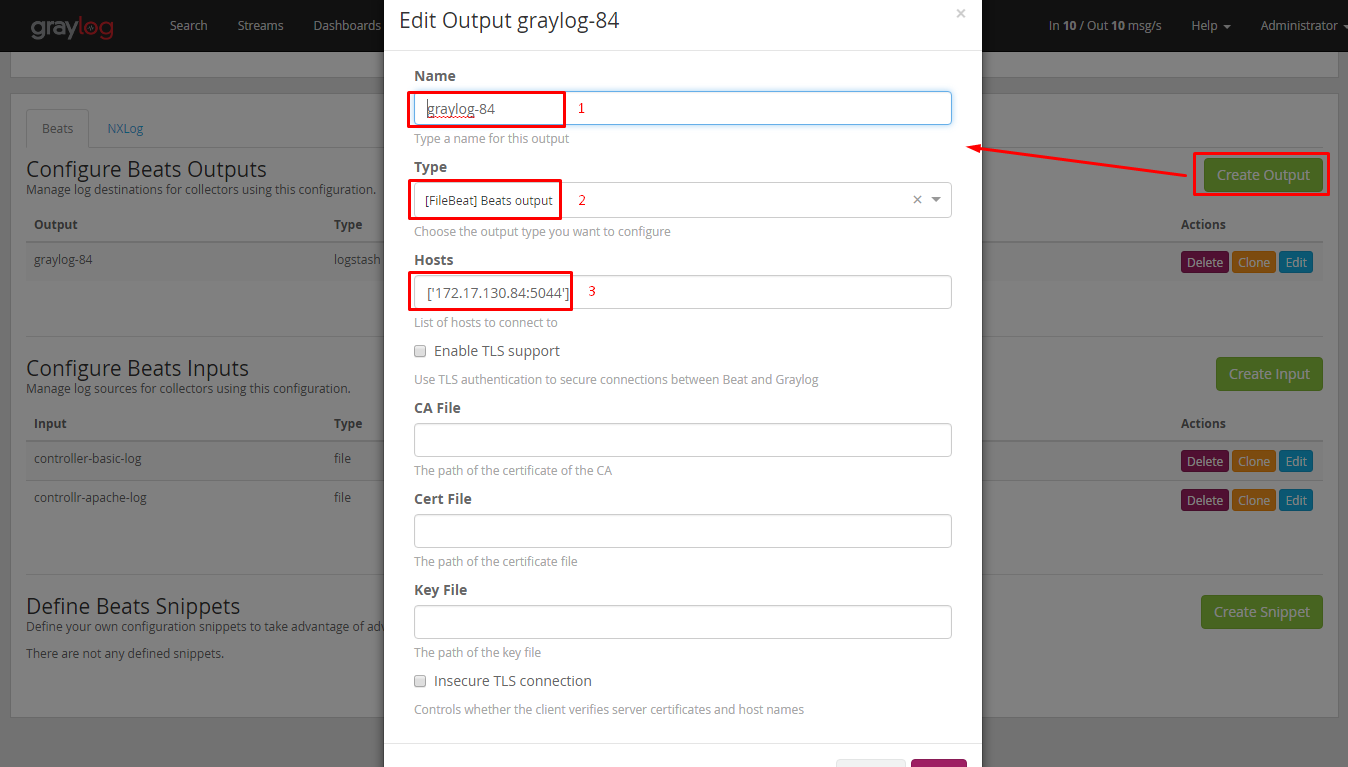 Edit Output graylog-84
×
graylog
Search
Streams
Dashboards
In 10 / Out 10 msg/s
Help
Administrator
Beats
NXLog
Configure Beats Outputs
Manage log destinations for collectors using this configuration.
Create Output
Output
Type
Actions
graylog-84
logstash
Delete
Clone
Edit
Configure Beats Inputs
Manage log sources for collectors using this configuration.
Create Input
Input
Type
Actions
controller-basic-log
file
Delete
Clone
Edit
controllr-apache-log
file
Delete
Clone
Edit
Define Beats Snippets
Define your own configuration snippets to take advantage of adv
There are not any defined snippets.
Create Snippet
Name
graylog-84
1
Type a name for this output
Type
[FileBeat] Beats output
2
×
Choose the output type you want to configure
Hosts
['172.17.130.84:5044']
3
List of hosts to connect to
Enable TLS support
Use TLS authentication to secure connections between Beat and Graylog
CA File
The path of the certificate of the CA
Cert File
The path of the certificate file
Key File
The path of the key file
Insecure TLS connection
Controls whether the client verifies server certificates and host names